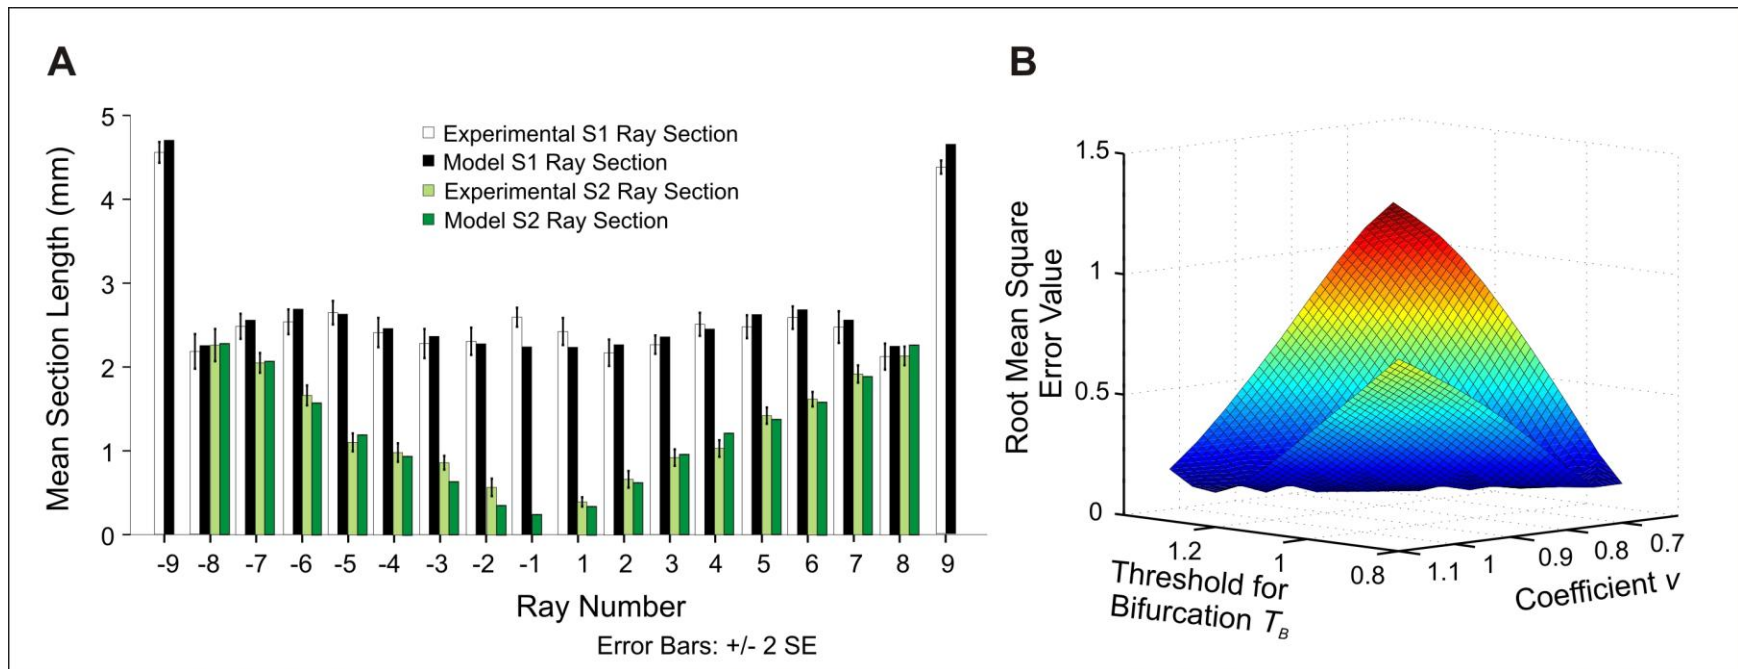 A
B
5
4
3
2
1
0
Mean Section Length (mm)
Experimental S1 Ray Section
Model S1 Ray Section
Experimental S2 Ray Section
Model S2 Ray Section
-9 -8 -7 -6 -5 -4 -3 -2 -1 1 2 3 4 5 6 7 8 9
Ray Number
Error Bars: +/- 2 SE
1.5
1
0.5
0
Root Mean Square
Error Value
1.2 1 0.8
Threshold for
Bifurcation T_B
1.1 1 0.9 0.8 0.7
Coefficient v